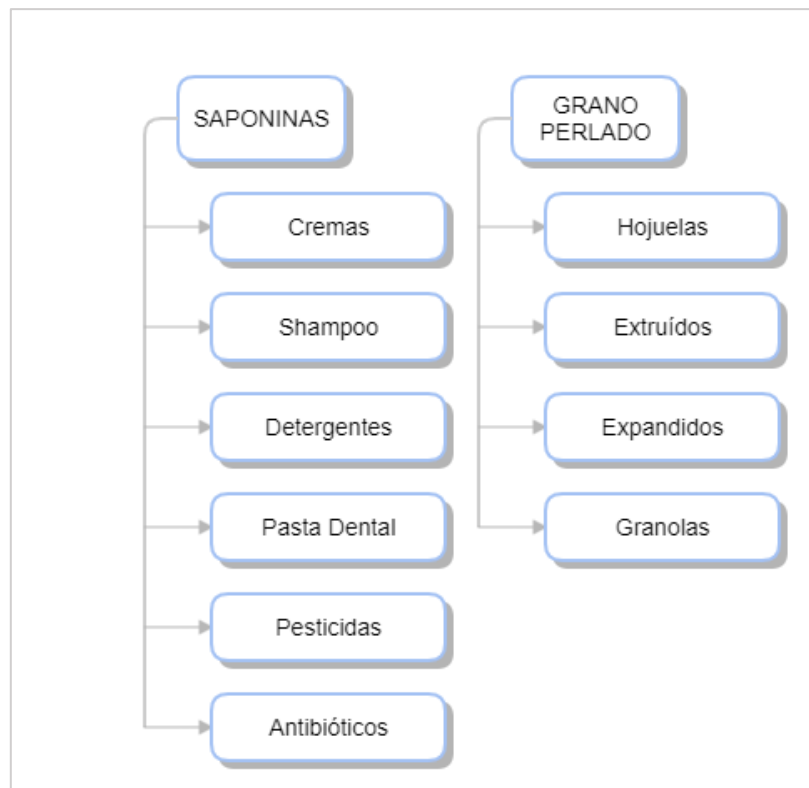 SAPONINAS
Cremas
Shampoo
Detergentes
Pasta Dental
Pesticidas
Antibióticos
GRANO
PERLADO
Hojuelas
Extruídos
Expandidos
Granolas